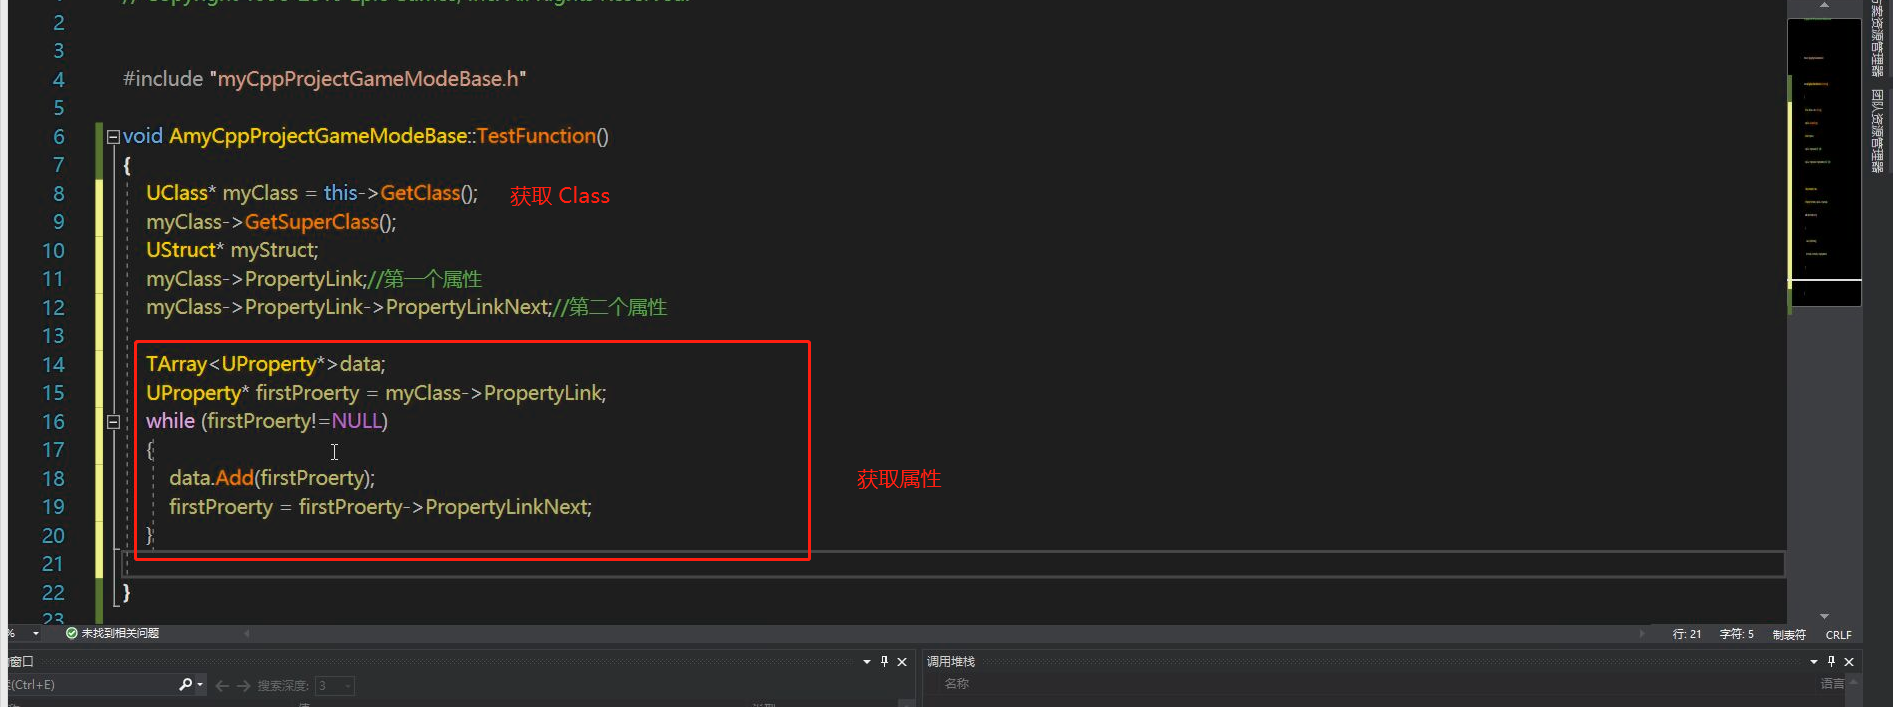 2
3
4 #include "myCppProjectGameModeBase.h"
5
6 void AmyCppProjectGameModeBase::TestFunction()
7 {
8 UClass* myClass = this->GetClass(); 获取 Class
9 myClass->GetSuperClass();
10 UStruct* myStruct;
11 myClass->PropertyLink;//第一个属性
12 myClass->PropertyLink->PropertyLinkNext;//第二个属性
13
14 TArray<UProperty*>data;
15 UProperty* firstProerty = myClass->PropertyLink;
16 while (firstProerty!=NULL)
17 {
18 data.Add(firstProerty); 获取属性
19 firstProerty = firstProerty->PropertyLinkNext;
20 }
21
22 }
23
% 未找到相关问题 行: 21 字符: 5 制表符 CRLF
窗口 调用堆栈
(Ctrl+E) 搜索深度: 3 名称 语言
资源管理器
团队资源管理器